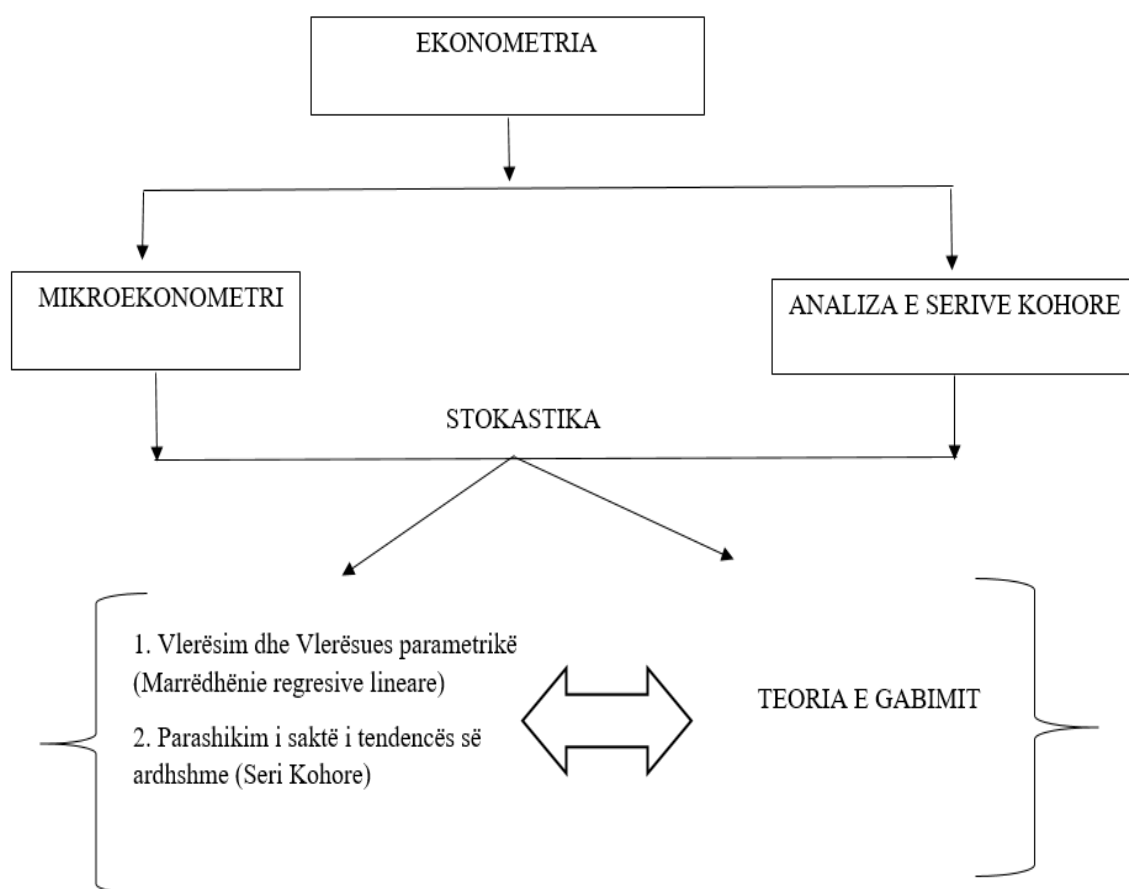 EKONOMETRIA
MIKROEKONOMETRI
ANALIZA E SERIVE KOHORE
STOKASTIKA
1. Vlerësim dhe Vlerësues parametrikë
(Marrëdhënie regresive lineare)
2. Parashikim i saktë i tendencës së
ardhshme (Seri Kohore)
TEORIA E GABIMIT